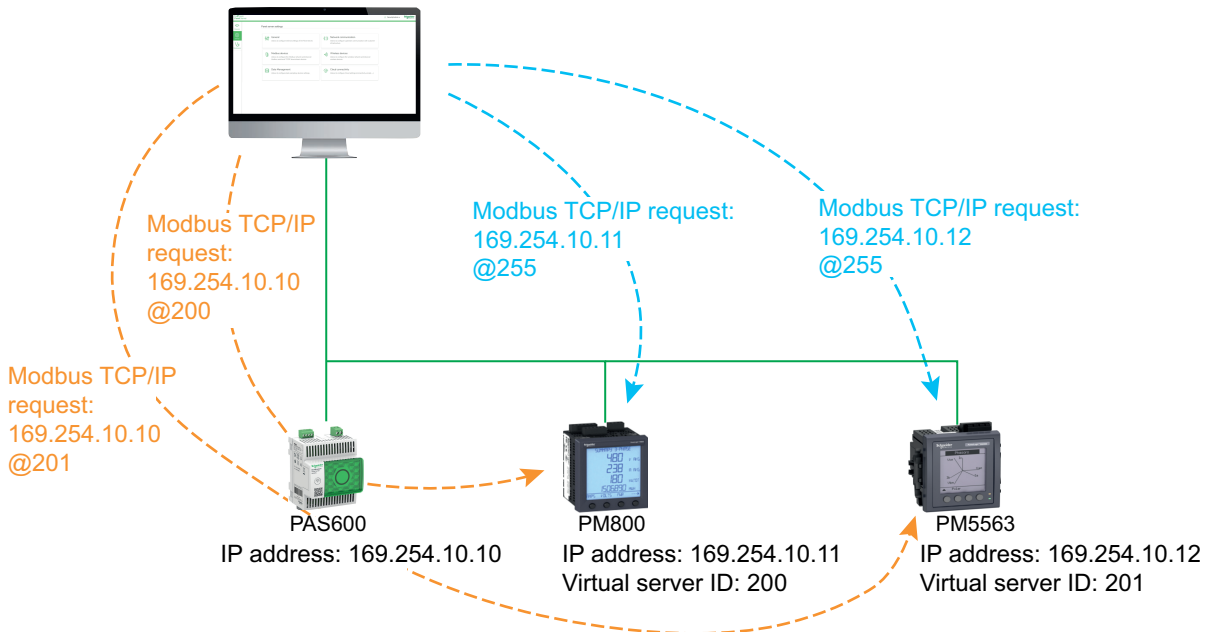 Modbus TCP/IP
request:
169.254.10.10
@200
Modbus TCP/IP request:
169.254.10.11
@255
Modbus TCP/IP request:
169.254.10.12
@255
Modbus TCP/IP
request:
169.254.10.10
@201
480
238
180
PAS600
IP address: 169.254.10.10
PM800
IP address: 169.254.10.11
Virtual server ID: 200
PM5563
IP address: 169.254.10.12
Virtual server ID: 201